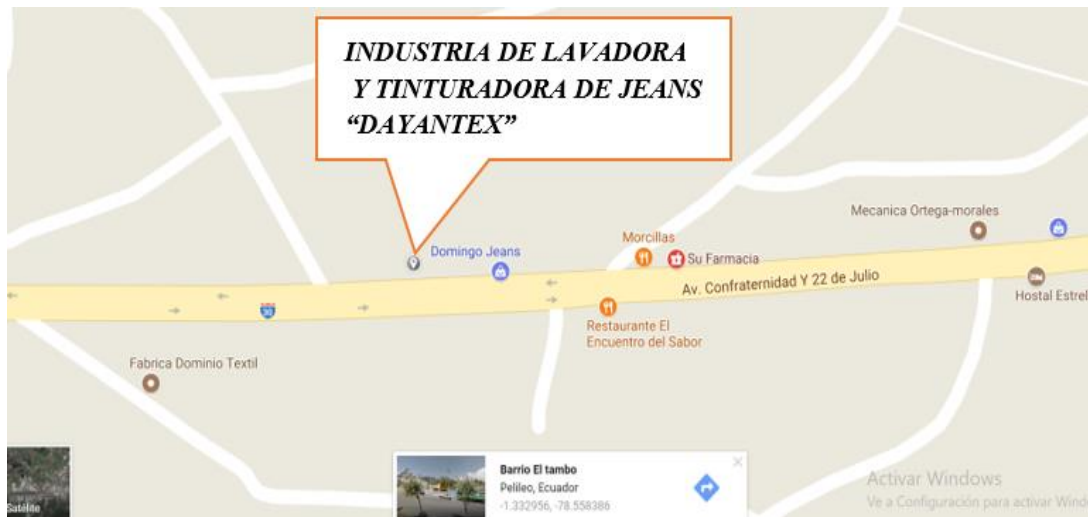 INDUSTRIA DE LAVADORA
Y TINTURADORA DE JEANS
“DAYANTEX”
Mecanica Ortega-morales
Morcillas
Domingo Jeans
Su Farmacia
Av. Confraternidad Y 22 de Julio
Hostal Estrel
30
Restaurante El
Encuentro del Sabor
Fabrica Dominio Textil
Barrio El tambo
Pelileo, Ecuador
-1.332956, -78.558386
Satélite
Activar Windows
Ve a Configuración para activar Wind